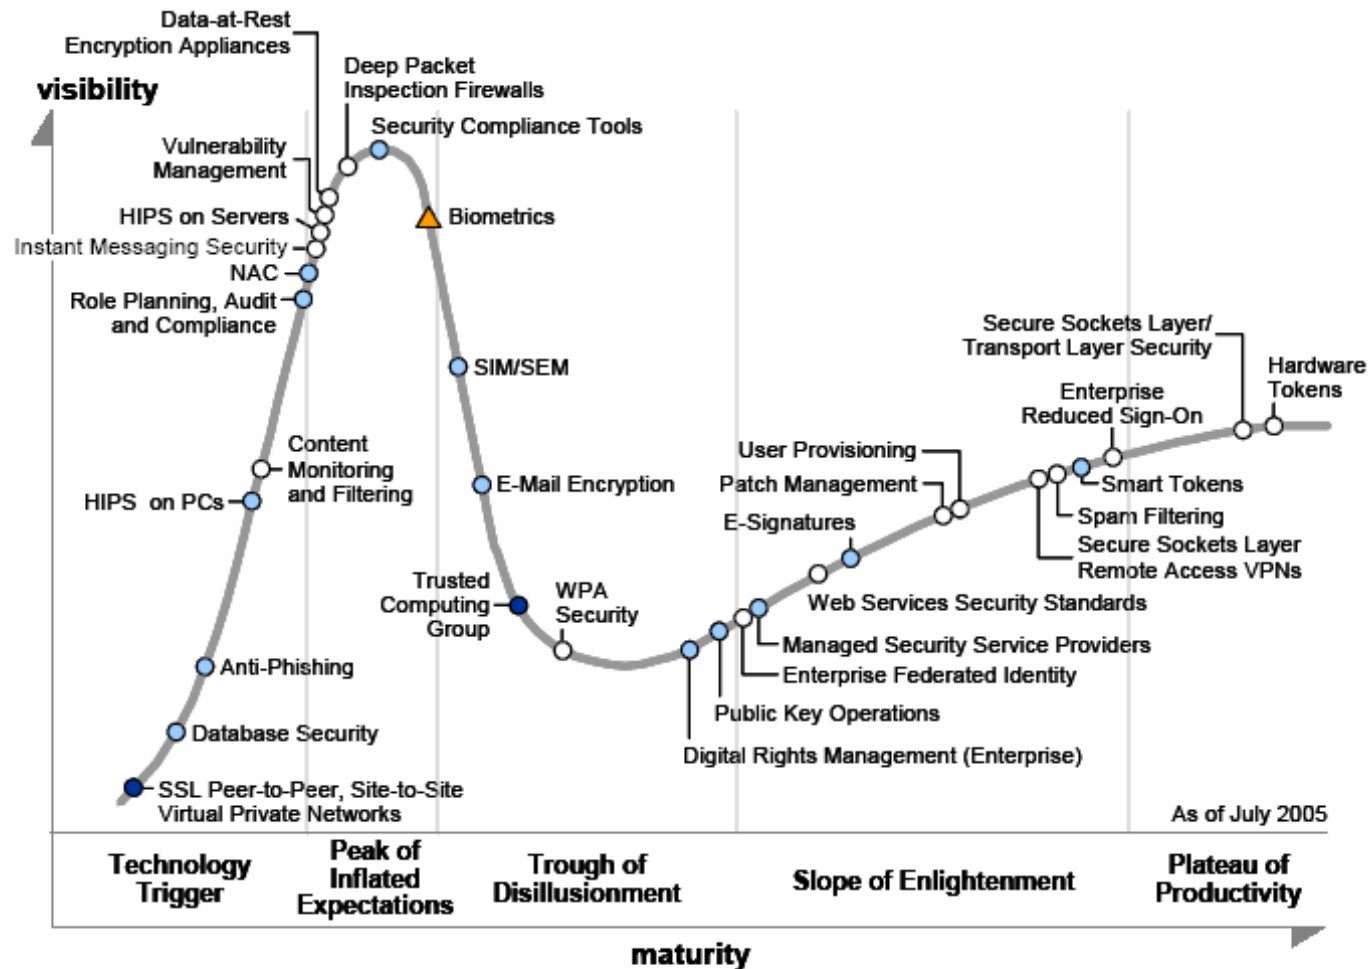 Data-at-Rest
Encryption Appliances
Deep Packet
Inspection Firewalls
visibility
Security Compliance Tools
Vulnerability
Management
HIPS on Servers
Biometrics
Instant Messaging Security
NAC
Role Planning, Audit
and Compliance
Secure Sockets Layer/
Transport Layer Security
SIM/SEM
Hardware
Tokens
Enterprise
Reduced Sign-On
Content
Monitoring
and Filtering
User Provisioning
HIPS on PCs
E-Mail Encryption
Patch Management
Smart Tokens
E-Signatures
Spam Filtering
Secure Sockets Layer
Remote Access VPNs
Trusted
Computing
Group
WPA
Security
Web Services Security Standards
Managed Security Service Providers
Anti-Phishing
Enterprise Federated Identity
Public Key Operations
Database Security
Digital Rights Management (Enterprise)
SSL Peer-to-Peer, Site-to-Site
Virtual Private Networks
As of July 2005
Technology
Trigger
Peak of
Inflated
Expectations
Trough of
Disillusionment
Slope of Enlightenment
Plateau of
Productivity
maturity